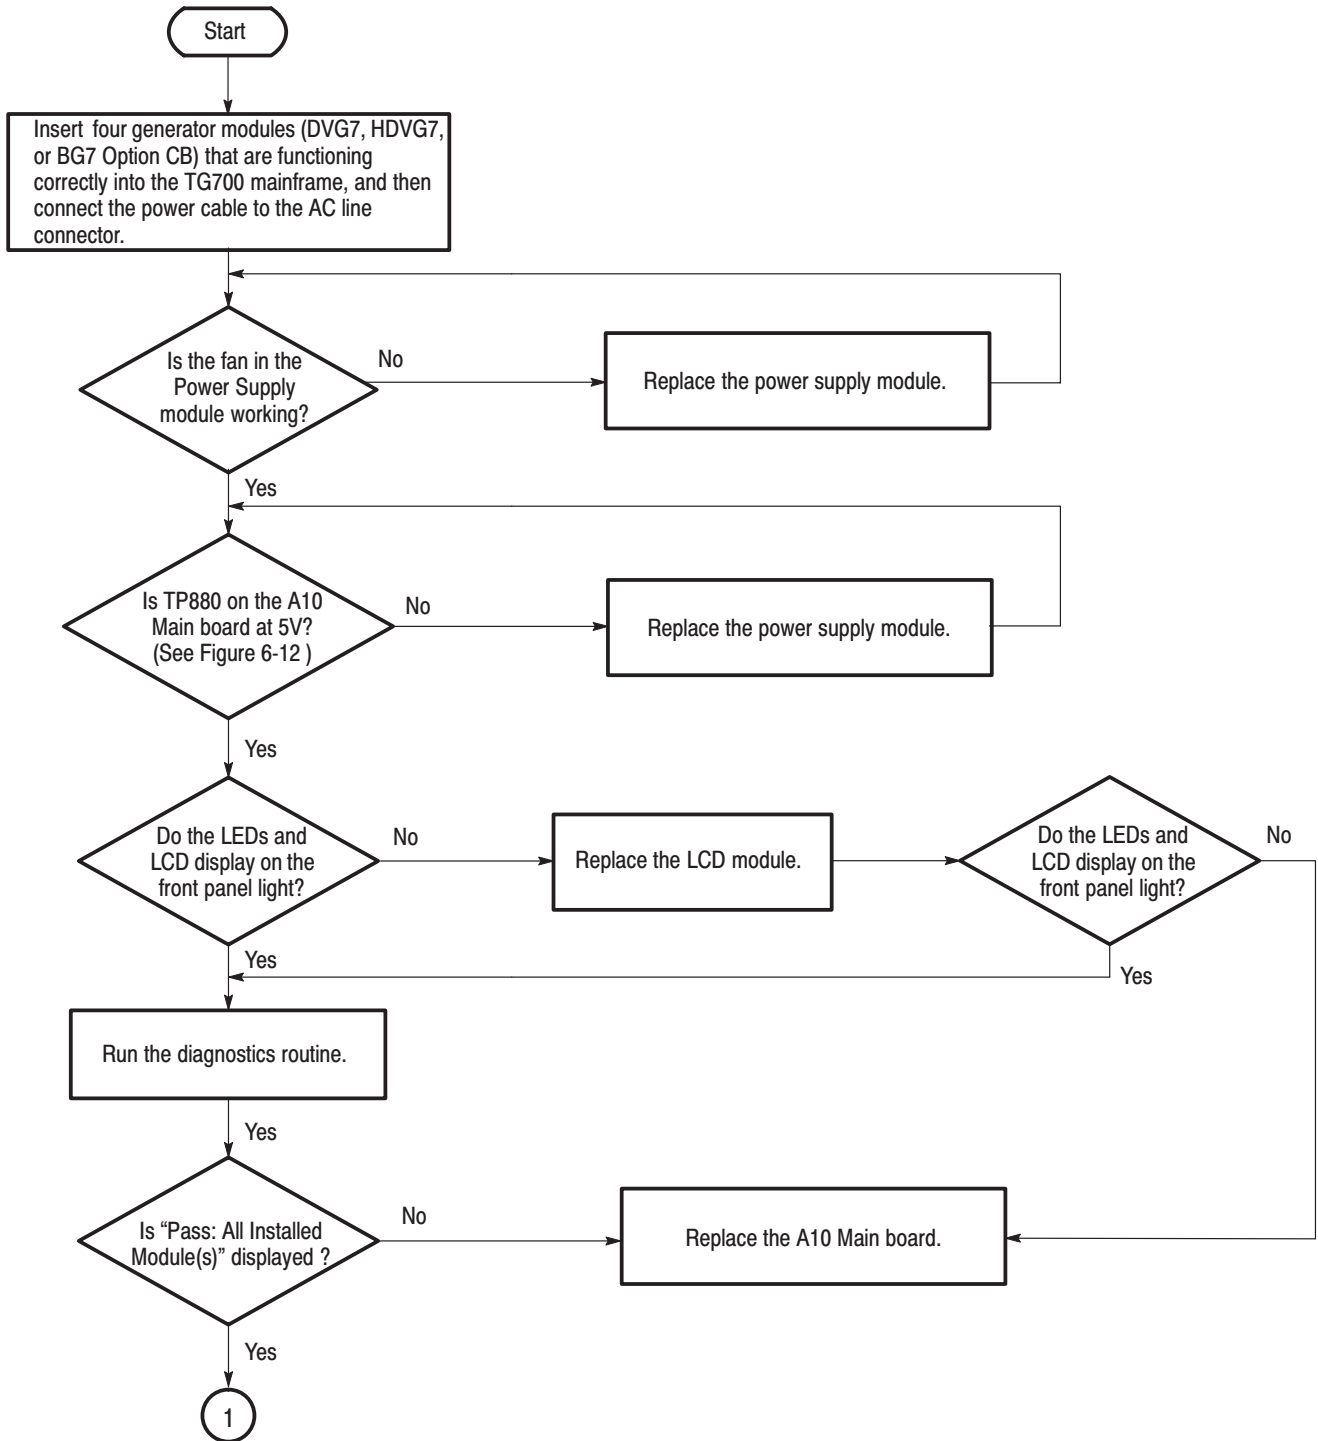 Start
Insert four generator modules (DVG7, HDVG7,
or BG7 Option CB) that are functioning
correctly into the TG700 mainframe, and then
connect the power cable to the AC line
connector.
Is the fan in the
Power Supply
module working?
No
Replace the power supply module.
Yes
Is TP880 on the A10
Main board at 5V?
(See Figure 6-12 )
No
Replace the power supply module.
Yes
Do the LEDs and
LCD display on the
front panel light?
No
Replace the LCD module.
Do the LEDs and
LCD display on the
front panel light?
No
Yes
Yes
Run the diagnostics routine.
Yes
Is “Pass: All Installed
Module(s)” displayed ?
No
Replace the A10 Main board.
Yes
1